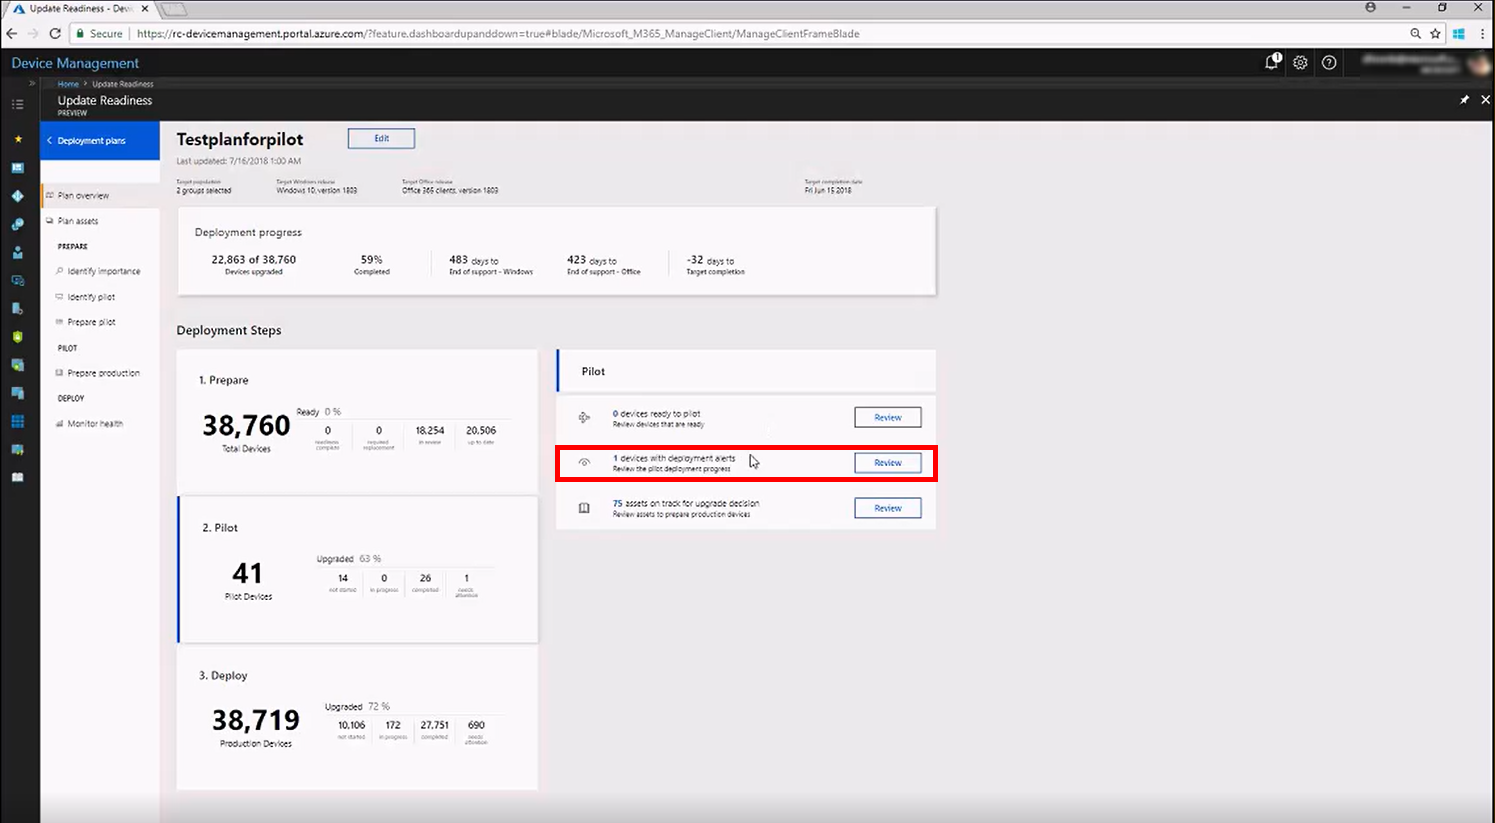 Update Readiness - Devi
Secure
https://rc-devicemanagement.portal.azure.com/?feature.dashboardupanddown=true#blade/Microsoft_M365_ManageClient/ManageClientFrameBlade
Device Management
1
Home > Update Readiness
Update Readiness
PREVIEW
Deployment plans
Plan overview
Plan assets
PREPARE
Identify importance
Identify pilot
Prepare pilot
PILOT
Prepare production
DEPLOY
Monitor health
Testplanforpilot
Edit
Last updated: 7/16/2018 1:00 AM
Target population
2 groups selected
Target Windows release
Windows 10, version 1803
Target Office release
Office 365 clients, version 1803
Target completion date
Fri Jun 15 2018
Deployment progress
22,863 of 38,760
Devices upgraded
59%
Completed
483 days to
End of support - Windows
423 days to
End of support - Office
-32 days to
Target completion
Deployment Steps
1. Prepare
38,760
Total Devices
Ready 0 %
0
readiness complete
0
required replacement
18,254
in review
20,506
up to date
2. Pilot
41
Pilot Devices
Upgraded 63 %
14
not started
0
in progress
26
completed
1
needs attention
3. Deploy
38,719
Production Devices
Upgraded 72 %
10,106
not started
172
in progress
27,751
completed
690
needs attention
Pilot
0 devices ready to pilot
Review devices that are ready
Review
1 devices with deployment alerts
Review the pilot deployment progress
Review
75 assets on track for upgrade decision
Review assets to prepare production devices
Review